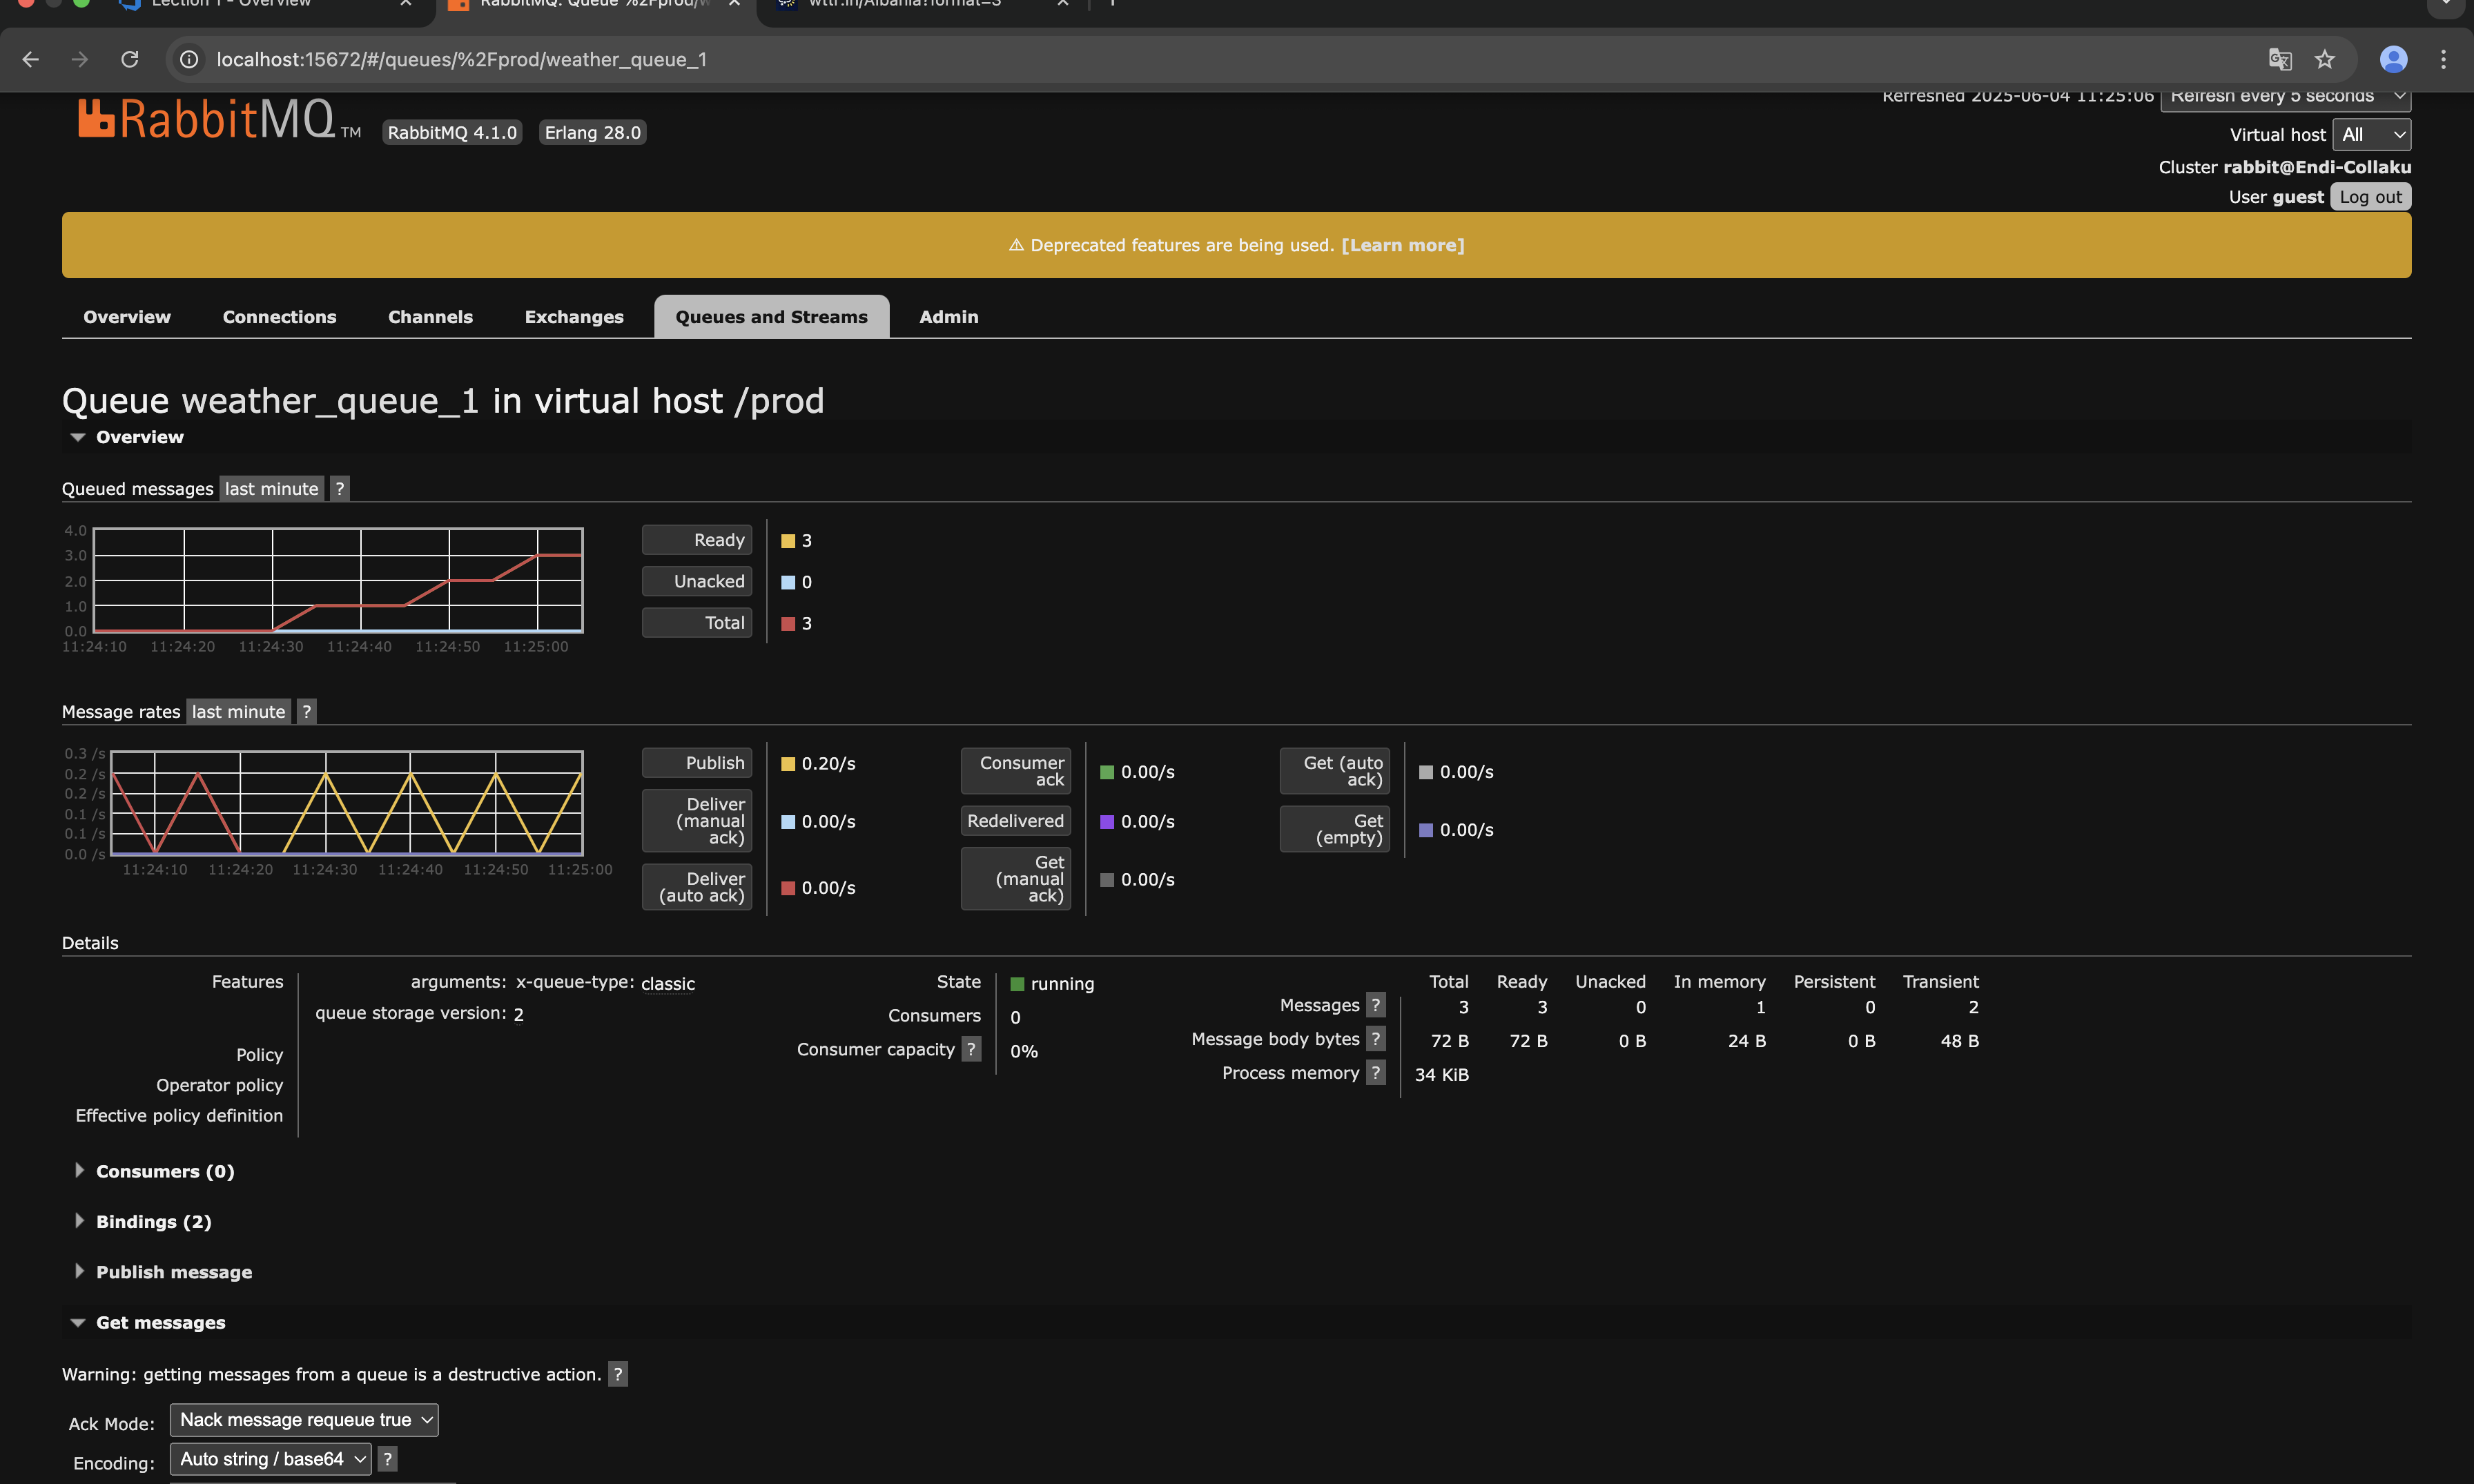 Lection 1 - Overview
RabbitMQ: Queue %2Fprod/w
wttr.in/Albania?format=3
localhost:15672/#/queues/%2Fprod/weather_queue_1
RabbitMQ TM RabbitMQ 4.1.0 Erlang 28.0
Refreshed 2025-06-04 11:25:06 Refresh every 5 seconds
Virtual host All
Cluster rabbit@Endi-Collaku
User guest Log out
⚠ Deprecated features are being used. [Learn more]
Overview Connections Channels Exchanges Queues and Streams Admin
Queue weather_queue_1 in virtual host /prod
Overview
Queued messages last minute ?
4.0
3.0
2.0
1.0
0.0
11:24:10 11:24:20 11:24:30 11:24:40 11:24:50 11:25:00
Ready 3
Unacked 0
Total 3
Message rates last minute ?
0.3 /s
0.2 /s
0.2 /s
0.1 /s
0.1 /s
0.0 /s
11:24:10 11:24:20 11:24:30 11:24:40 11:24:50 11:25:00
Publish 0.20/s
Deliver
(manual
ack) 0.00/s
Deliver
(auto ack) 0.00/s
Consumer
ack 0.00/s
Redelivered 0.00/s
Get
(manual
ack) 0.00/s
Get (auto
ack) 0.00/s
Get
(empty) 0.00/s
Details
Features arguments: x-queue-type: classic
queue storage version: 2
Policy
Operator policy
Effective policy definition
State running
Consumers 0
Consumer capacity ? 0%
Total Ready Unacked In memory Persistent Transient
Messages ? 3 3 0 1 0 2
Message body bytes ? 72 B 72 B 0 B 24 B 0 B 48 B
Process memory ? 34 KiB
Consumers (0)
Bindings (2)
Publish message
Get messages
Warning: getting messages from a queue is a destructive action. ?
Ack Mode: Nack message requeue true
Encoding: Auto string / base64 ?